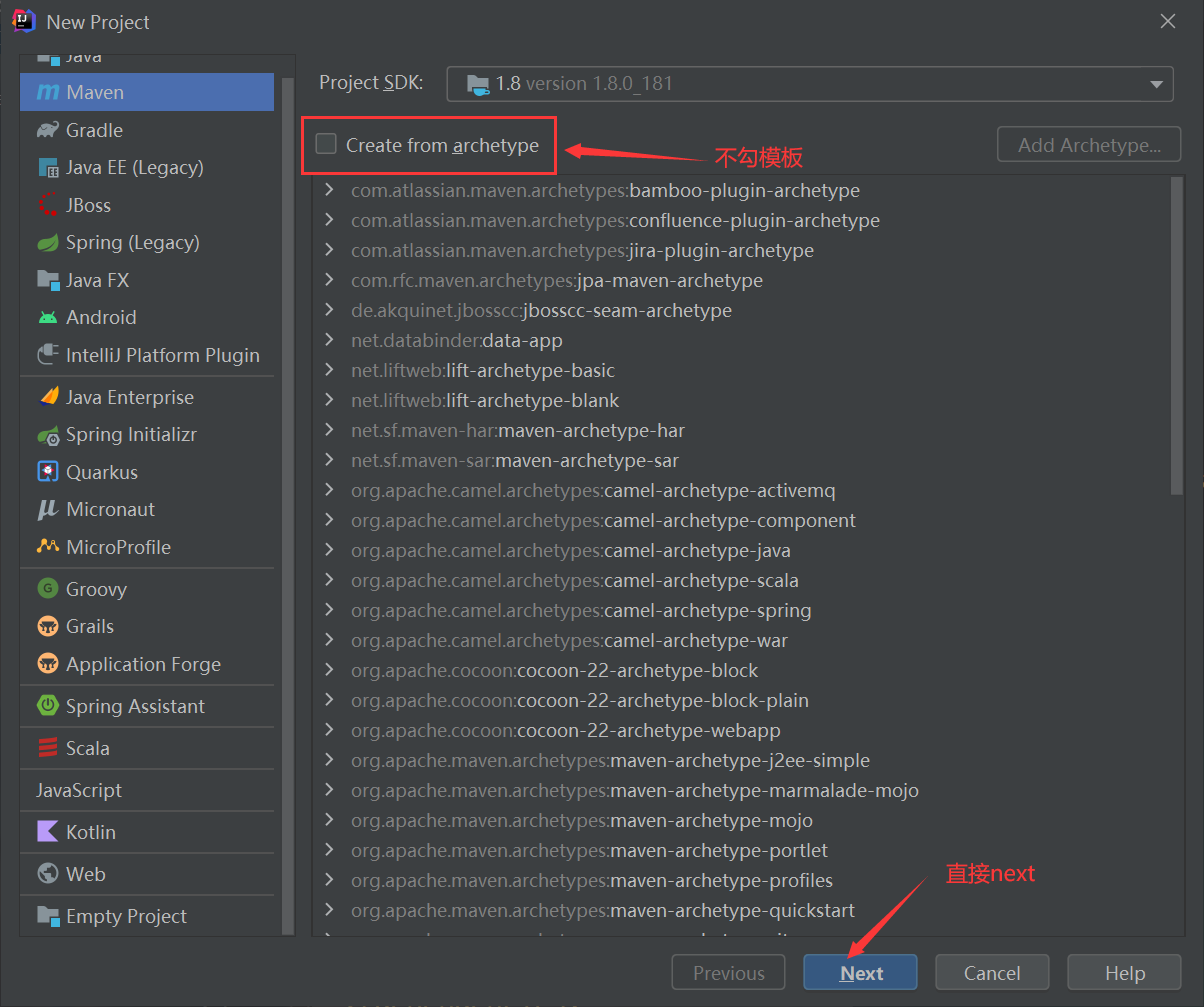 New Project
Java
Maven
Gradle
Java EE (Legacy)
JBoss
Spring (Legacy)
Java FX
Android
IntelliJ Platform Plugin
Java Enterprise
Spring Initializr
Quarkus
Micronaut
MicroProfile
Groovy
Grails
Application Forge
Spring Assistant
Scala
JavaScript
Kotlin
Web
Empty Project
Project SDK:
1.8 version 1.8.0_181
Create from archetype
不勾模板
Add Archetype...
com.atlassian.maven.archetypes:bamboo-plugin-archetype
com.atlassian.maven.archetypes:confluence-plugin-archetype
com.atlassian.maven.archetypes:jira-plugin-archetype
com.rfc.maven.archetypes:jpa-maven-archetype
de.akquinet.jbosscc:jbosscc-seam-archetype
net.databinder:data-app
net.liftweb:lift-archetype-basic
net.liftweb:lift-archetype-blank
net.sf.maven-har:maven-archetype-har
net.sf.maven-sar:maven-archetype-sar
org.apache.camel.archetypes:camel-archetype-activemq
org.apache.camel.archetypes:camel-archetype-component
org.apache.camel.archetypes:camel-archetype-java
org.apache.camel.archetypes:camel-archetype-scala
org.apache.camel.archetypes:camel-archetype-spring
org.apache.camel.archetypes:camel-archetype-war
org.apache.cocoon:cocoon-22-archetype-block
org.apache.cocoon:cocoon-22-archetype-block-plain
org.apache.cocoon:cocoon-22-archetype-webapp
org.apache.maven.archetypes:maven-archetype-j2ee-simple
org.apache.maven.archetypes:maven-archetype-marmalade-mojo
org.apache.maven.archetypes:maven-archetype-mojo
org.apache.maven.archetypes:maven-archetype-portlet
org.apache.maven.archetypes:maven-archetype-profiles
org.apache.maven.archetypes:maven-archetype-quickstart
直接next
Previous
Next
Cancel
Help